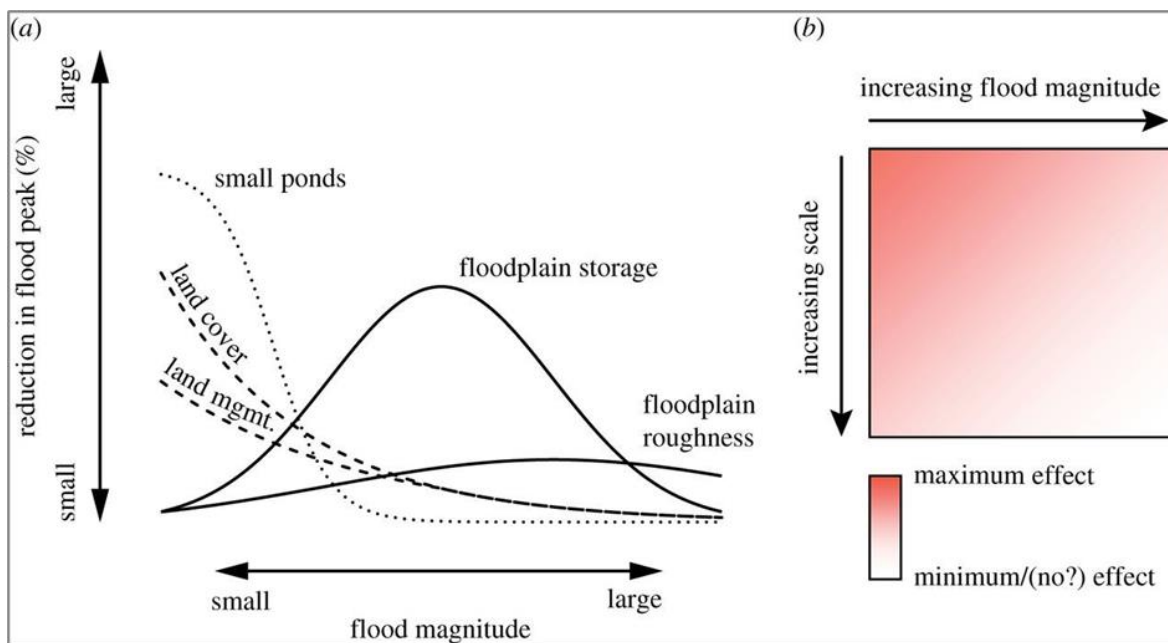 (a)
large
reduction in flood peak (%)
small
small ponds
land cover
land mgmt.
floodplain storage
floodplain
roughness
small
large
flood magnitude
(b)
increasing flood magnitude
increasing scale
maximum effect
minimum/(no?) effect